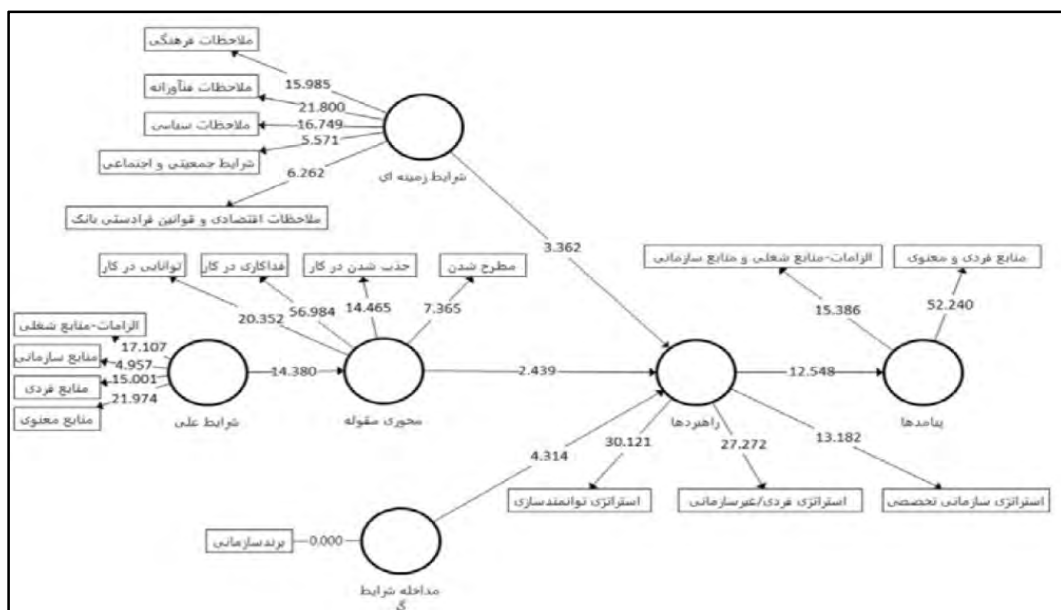 ملاحظات فرهنگی
15.985
ملاحظات فنآورانه
21.800
ملاحظات سیاسی
16.749
5.571
شرایط جمعیتی و اجتماعی
6.262
شرایط زمینه ای
ملاحظات اقتصادی و قوانین فرادستی بانک
3.362
توانایی در کار
فداکاری در کار
جذب شدن در کار
مطرح شدن
20.352
56.984
14.465
7.365
الزامات-منابع شغلی و منابع سازمانی
منابع فردی و معنوی
15.386
52.240
الزامات-منابع شغلی
17.107
منابع سازمانی
4.957
منابع فردی
15.001
منابع معنوی
21.974
شرایط علی
14.380
محوری مقوله
2.439
راهبردها
12.548
پیامدها
4.314
30.121
27.272
13.182
استراتژی توانمندسازی
استراتژی فردی/غیرسازمانی
استراتژی سازمانی تخصصی
برندسازمانی
0.000
مداخله شرایط
گر